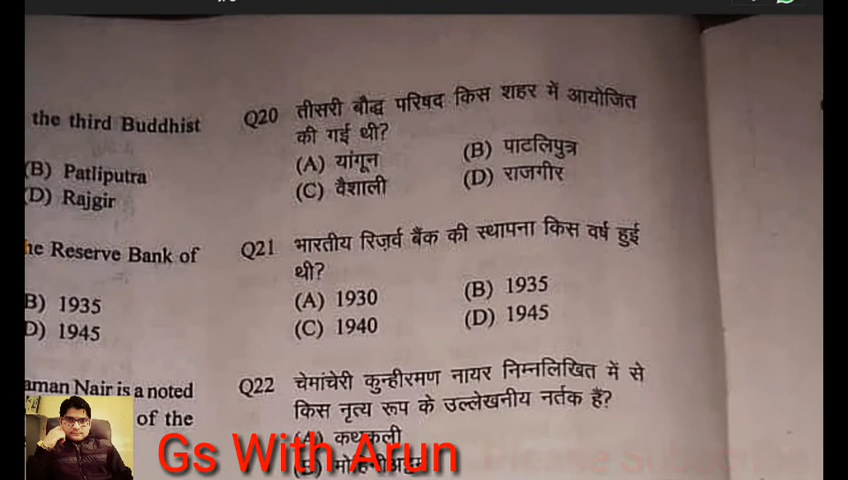 the third Buddhist
(B) Patliputra
(D) Rajgir
he Reserve Bank of
B) 1935
D) 1945
aman Nair is a noted
of the
Q20 तीसरी बौद्ध परिषद किस शहर में आयोजित
की गई थी?
(A) यांगून (B) पाटलिपुत्र
(C) वैशाली (D) राजगीर
Q21 भारतीय रिज़र्व बैंक की स्थापना किस वर्ष हुई
थी?
(A) 1930 (B) 1935
(C) 1940 (D) 1945
Q22 चेमांचेरी कुन्हीरमण नायर निम्नलिखित में से
किस नृत्य रूप के उल्लेखनीय नर्तक हैं?
(A) कथकली
Gs With Arun